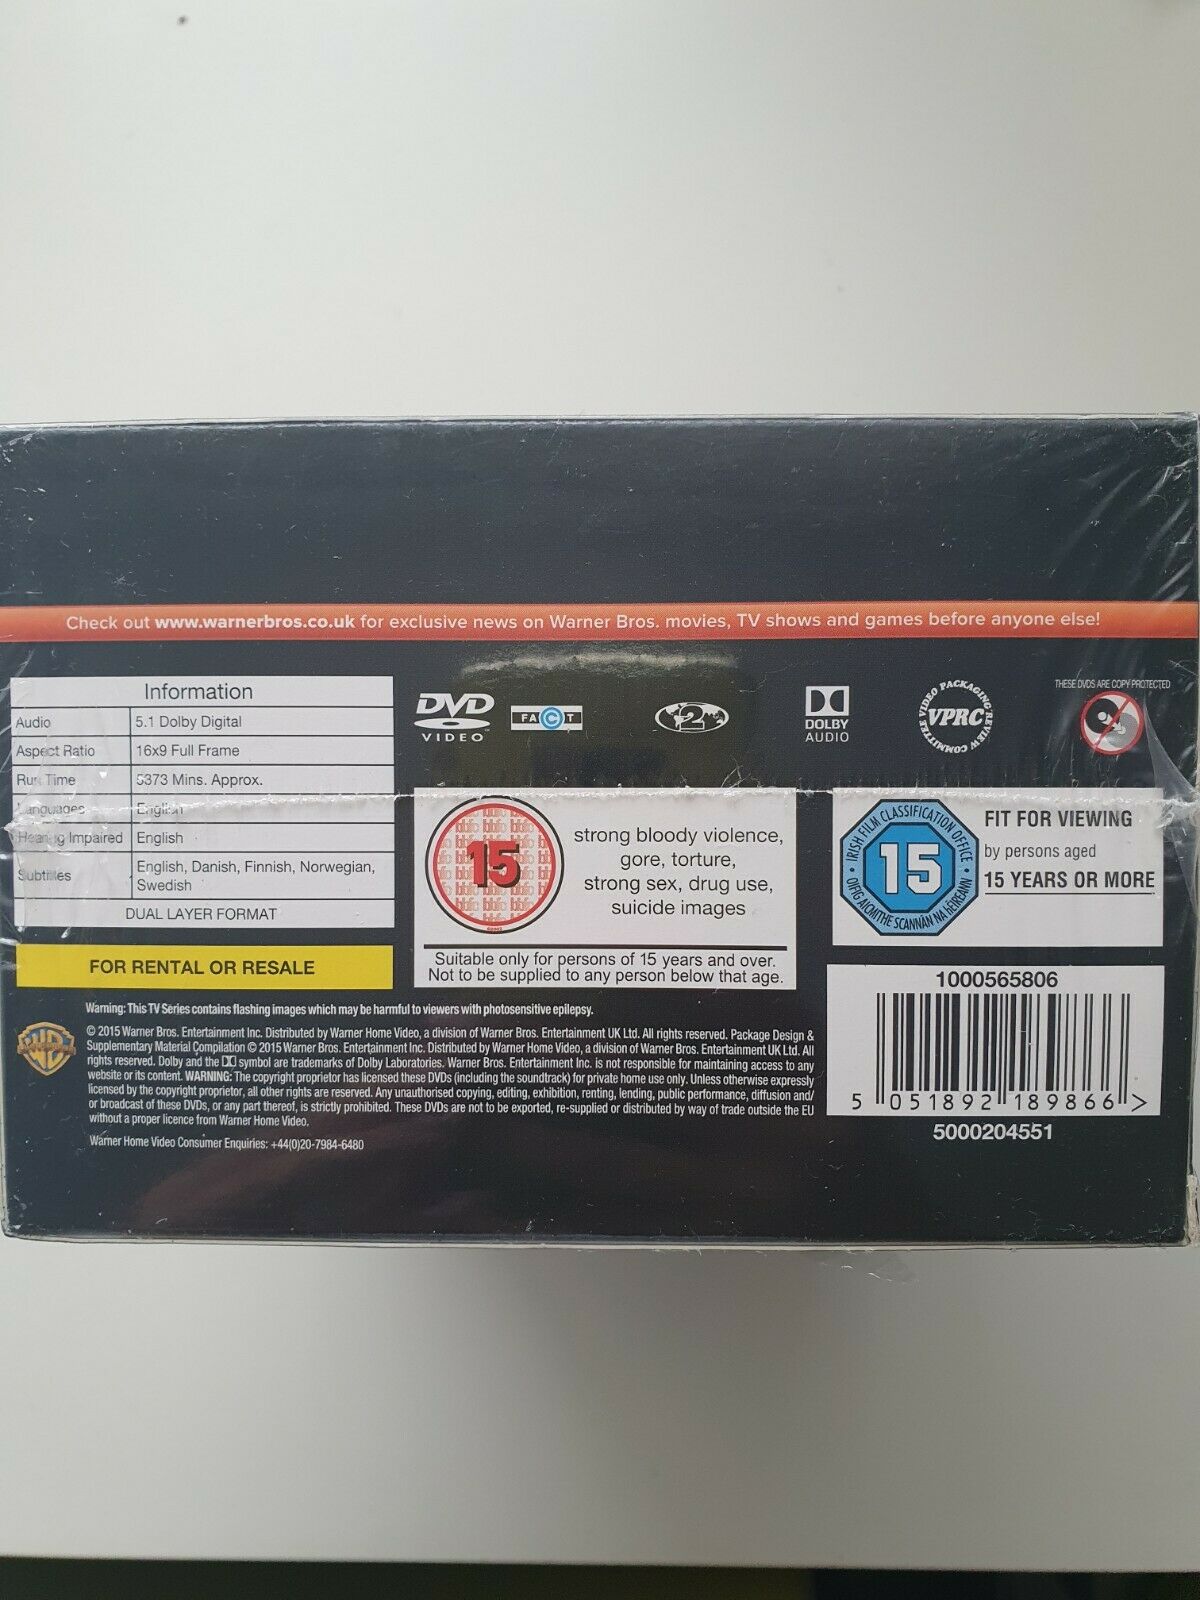 Check out www.warnerbros.co.uk for exclusive news on Warner Bros. movies, TV shows and games before anyone else!
Information
Audio 5.1 Dolby Digital
Aspect Ratio 16x9 Full Frame
Run Time 5373 Mins. Approx.
Languages English
Hearing Impaired English
Subtitles English, Danish, Finnish, Norwegian,
Swedish
DUAL LAYER FORMAT
FOR RENTAL OR RESALE
DVD
VIDEO
FACT
2
DOLBY
AUDIO
VIDEO PACKAGING REVIEW COMMITTEE
VPRC
THESE DVDS ARE COPY PROTECTED
15
strong bloody violence,
gore, torture,
strong sex, drug use,
suicide images
Suitable only for persons of 15 years and over.
Not to be supplied to any person below that age.
IRISH FILM CLASSIFICATION OFFICE
15
OIFIG AICMITHE SCANNÁN NA hÉIREANN
FIT FOR VIEWING
by persons aged
15 YEARS OR MORE
Warning: This TV Series contains flashing images which may be harmful to viewers with photosensitive epilepsy.
WB
© 2015 Warner Bros. Entertainment Inc. Distributed by Warner Home Video, a division of Warner Bros. Entertainment UK Ltd. All rights reserved. Package Design &
Supplementary Material Compilation © 2015 Warner Bros. Entertainment Inc. Distributed by Warner Home Video, a division of Warner Bros. Entertainment UK Ltd. All
rights reserved. Dolby and the DD symbol are trademarks of Dolby Laboratories. Warner Bros. Entertainment Inc. is not responsible for maintaining access to any
website or its content. WARNING: The copyright proprietor has licensed these DVDs (including the soundtrack) for private home use only. Unless otherwise expressly
licensed by the copyright proprietor, all other rights are reserved. Any unauthorised copying, editing, exhibition, renting, lending, public performance, diffusion and/
or broadcast of these DVDs, or any part thereof, is strictly prohibited. These DVDs are not to be exported, re-supplied or distributed by way of trade outside the EU
without a proper licence from Warner Home Video.
Warner Home Video Consumer Enquiries: +44(0)20-7984-6480
1000565806
5 051892 189866 >
5000204551